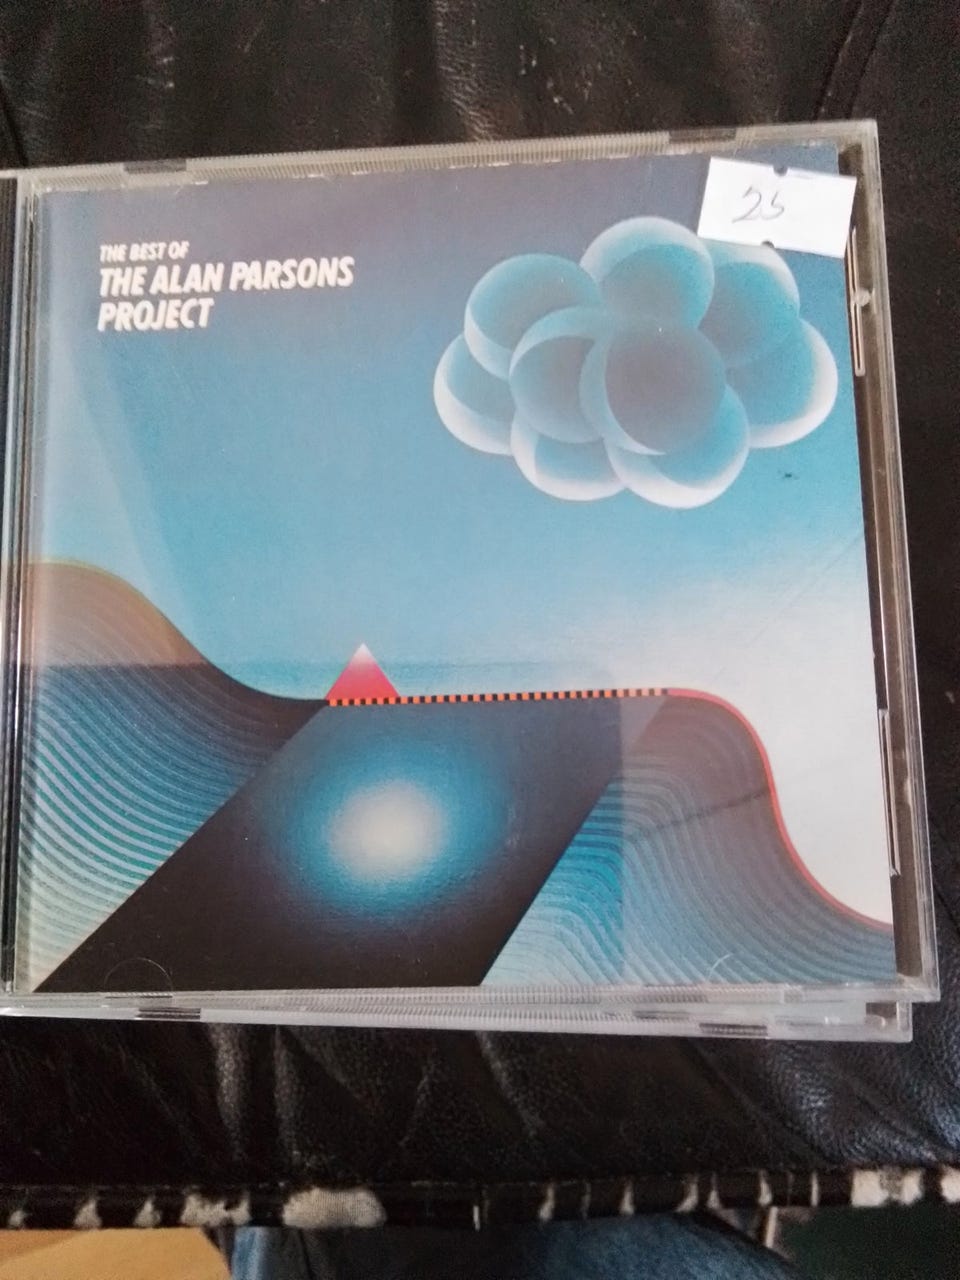 THE BEST OF
THE ALAN PARSONS
PROJECT
25